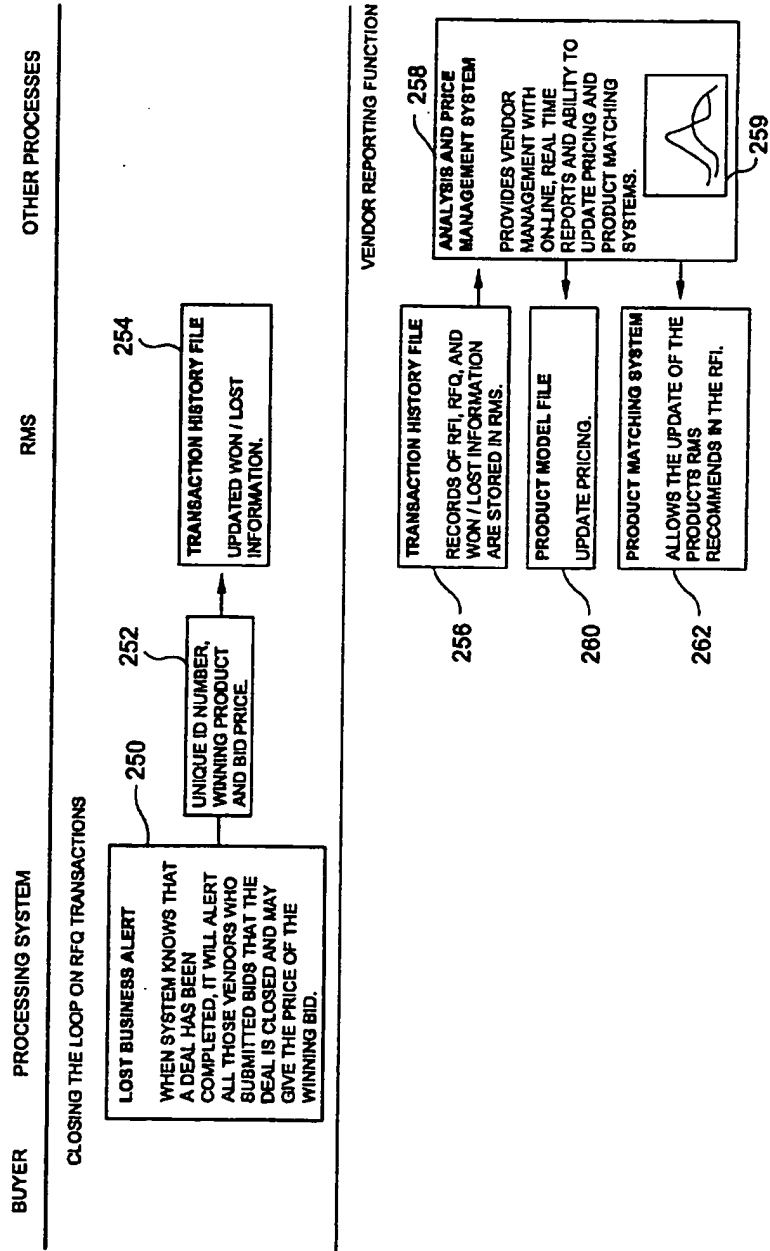 BUYER PROCESSING SYSTEM RMS OTHER PROCESSES
CLOSING THE LOOP ON RFQ TRANSACTIONS
250
LOST BUSINESS ALERT
WHEN SYSTEM KNOWS THAT
A DEAL HAS BEEN
COMPLETED, IT WILL ALERT
ALL THOSE VENDORS WHO
SUBMITTED BIDS THAT THE
DEAL IS CLOSED AND MAY
GIVE THE PRICE OF THE
WINNING BID.
252
UNIQUE ID NUMBER,
WINNING PRODUCT
AND BID PRICE.
254
TRANSACTION HISTORY FILE
UPDATED WON / LOST
INFORMATION.
VENDOR REPORTING FUNCTION
256
TRANSACTION HISTORY FILE
RECORDS OF RFI, RFQ, AND
WON / LOST INFORMATION
ARE STORED IN RMS.
258
ANALYSIS AND PRICE
MANAGEMENT SYSTEM
PROVIDES VENDOR
MANAGEMENT WITH
ON-LINE, REAL TIME
REPORTS AND ABILITY TO
UPDATE PRICING AND
PRODUCT MATCHING
SYSTEMS.
259
260
PRODUCT MODEL FILE
UPDATE PRICING.
262
PRODUCT MATCHING SYSTEM
ALLOWS THE UPDATE OF THE
PRODUCTS RMS
RECOMMENDS IN THE RFI.